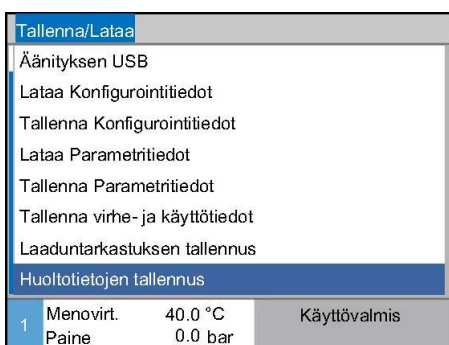 Tallenna/Lataa
Äänityksen USB
Lataa Konfigurointitiedot
Tallenna Konfigurointitiedot
Lataa Parametritiedot
Tallenna Parametritiedot
Tallenna virhe- ja käyttötiedot
Laaduntarkastuksen tallennus
Huoltotietojen tallennus
1 Menovirt. 40.0 °C Käyttövalmis
Paine 0.0 bar